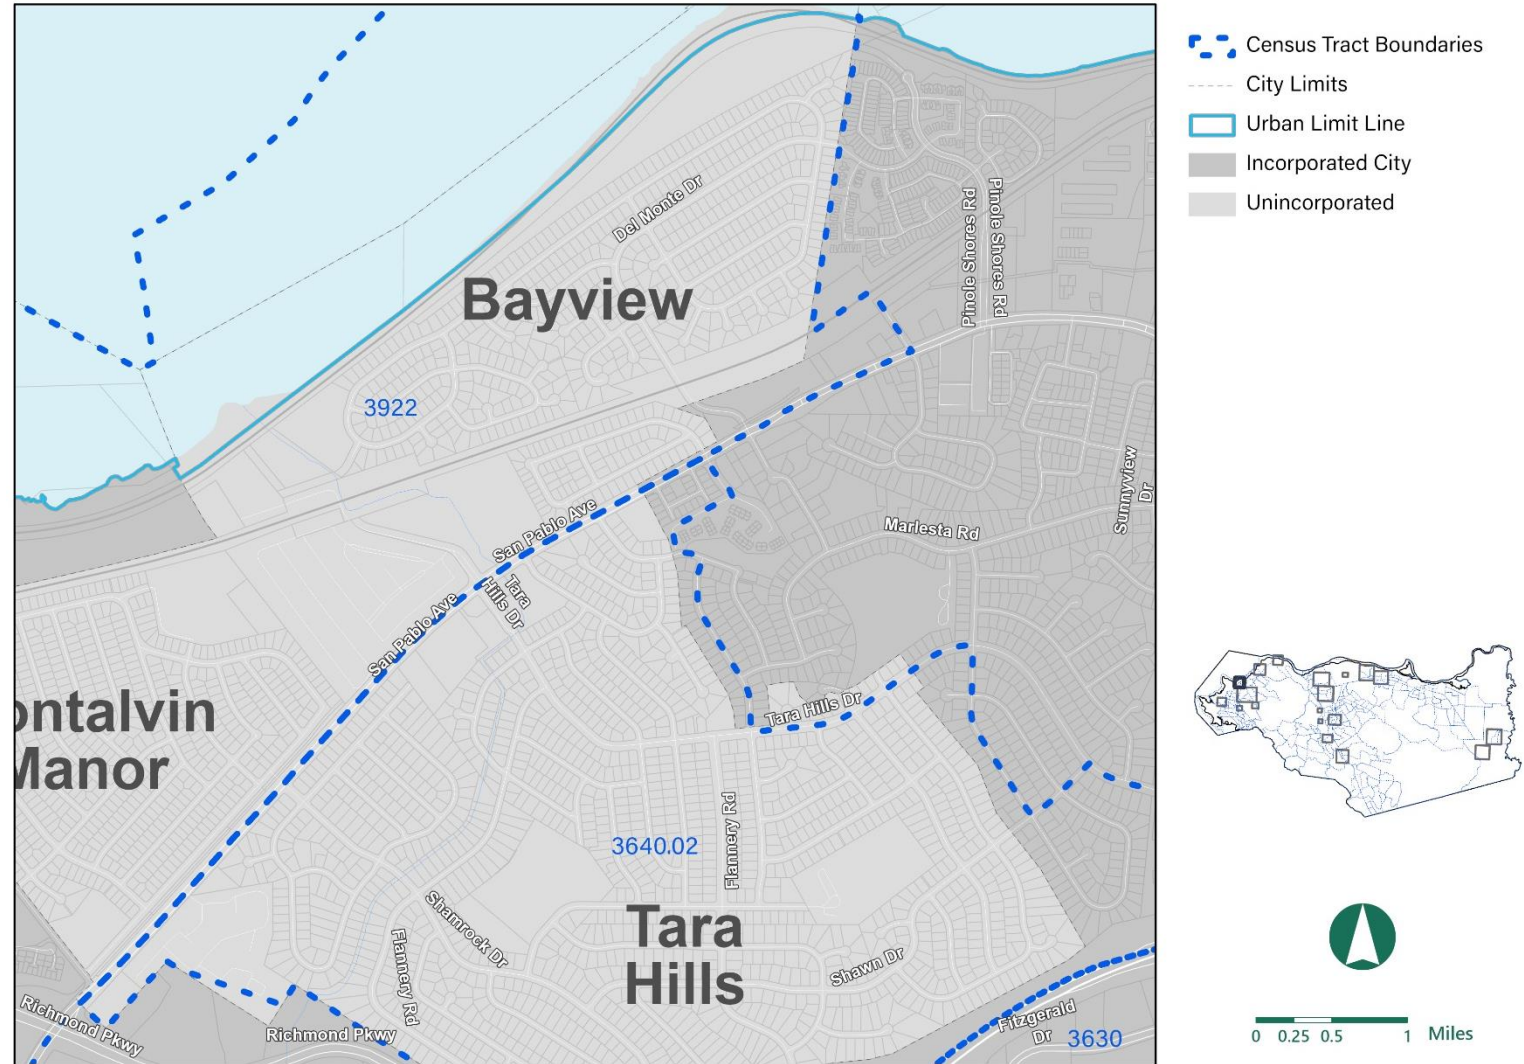 Census Tract Boundaries
City Limits
Urban Limit Line
Incorporated City
Unincorporated
Del Monte Dr
Pinole Shores Rd
Pinole Shores Rd
Bayview
3922
Sunnyview
Dr
San Pablo Ave
Marlesta Rd
Tara
Hills Dr
San Pablo Ave
ontalvin
Manor
Tara Hills Dr
3640.02
Flannery Rd
Shamrock Dr
Tara
Hills
Flannery Rd
Shawn Dr
Richmond Pkwy
Richmond Pkwy
Fitzgerald
Dr
3630
0 0.25 0.5 1 Miles